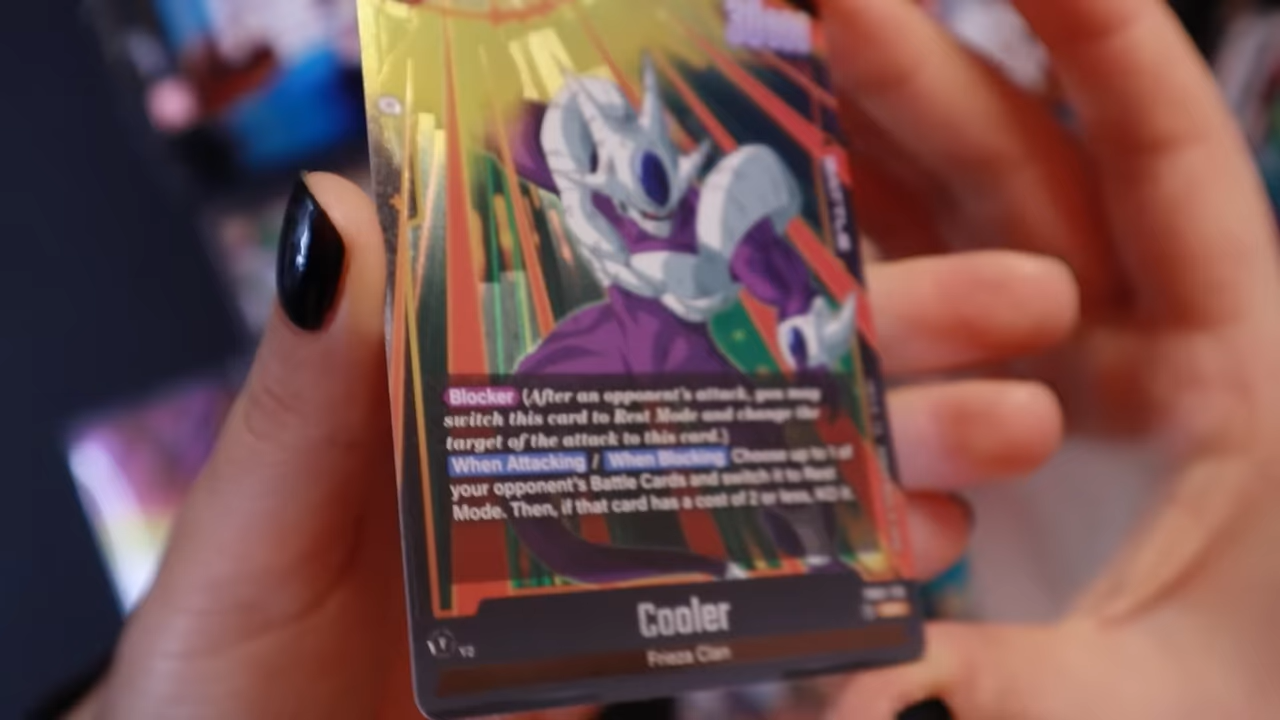 BATTLE
Blocker (After an opponent's attack, you may
switch this card to Rest Mode and change the
target of the attack to this card.)
When Attacking / When Blocking Choose up to 1 of
your opponent's Battle Cards and switch it to Rest
Mode. Then, if that card has a cost of 2 or less, KO it.
Cooler
Frieza Clan